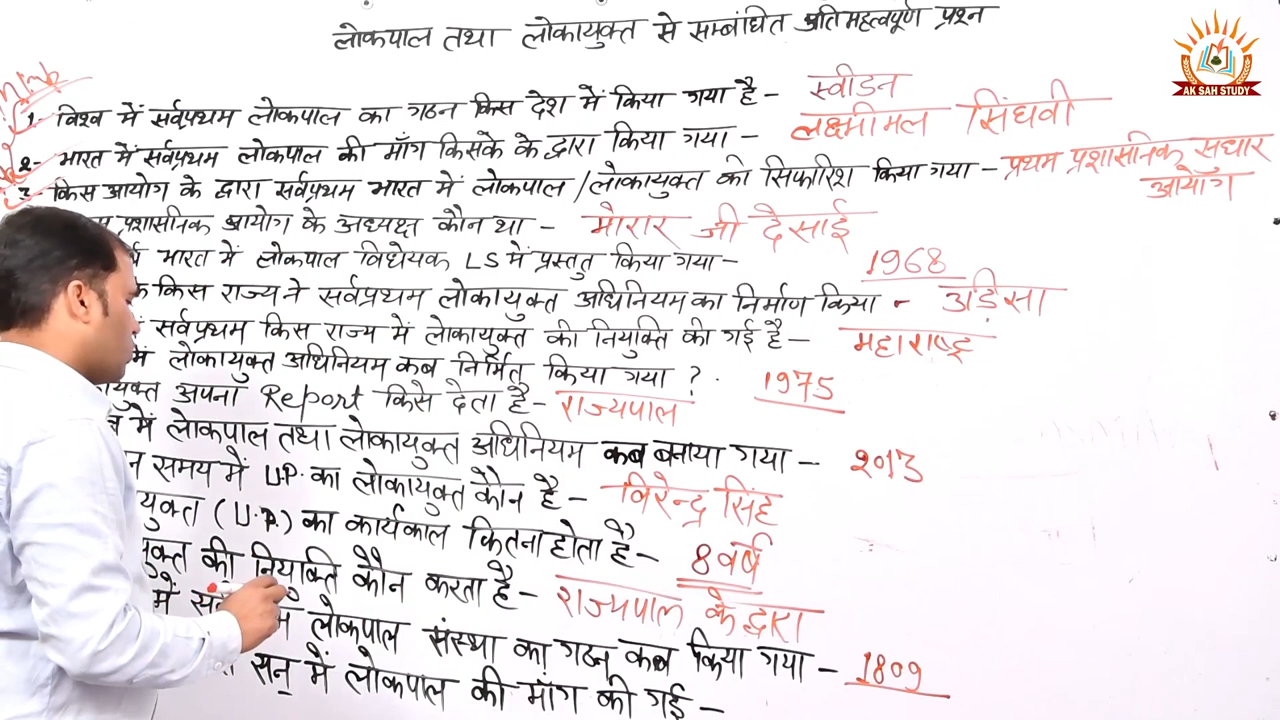 लोकपाल तथा लोकायुक्त से सम्बंधित अतिमहत्वपूर्ण प्रश्न
AK SAH STUDY
1. विश्व में सर्वप्रथम लोकपाल का गठन किस देश में किया गया है - स्वीडन
2- भारत में सर्वप्रथम लोकपाल की माँग किसके के द्वारा किया गया - लक्ष्मीमल सिंघवी
3 किस आयोग के द्वारा सर्वप्रथम भारत में लोकपाल/लोकायुक्त की सिफारिश किया गया - प्रथम प्रशासनिक सुधार आयोग
प्रशासनिक आयोग के अध्यक्ष कौन था - मोरार जी देसाई
भारत में लोकपाल विधेयक LS में प्रस्तुत किया गया - 1968
के किस राज्य ने सर्वप्रथम लोकायुक्त अधिनियम का निर्माण किया - उड़िसा
सर्वप्रथम किस राज्य में लोकायुक्त की नियुक्ति की गई है - महाराष्ट्र
में लोकायुक्त अधिनियम कब निर्मित किया गया ? 1975
युक्त अपना Report किसे देता है - राज्यपाल
में लोकपाल तथा लोकायुक्त अधिनियम कब बनाया गया - 2013
न समय में U.P. का लोकायुक्त कौन है - विरेन्द्र सिंह
युक्त (U.P.) का कार्यकाल कितना होता है - 8 वर्ष
युक्त की नियुक्ति कौन करता है - राज्यपाल के द्वारा
में लोकपाल संस्था का गठन कब किया गया - 1809
सन् में लोकपाल की माँग की गई -